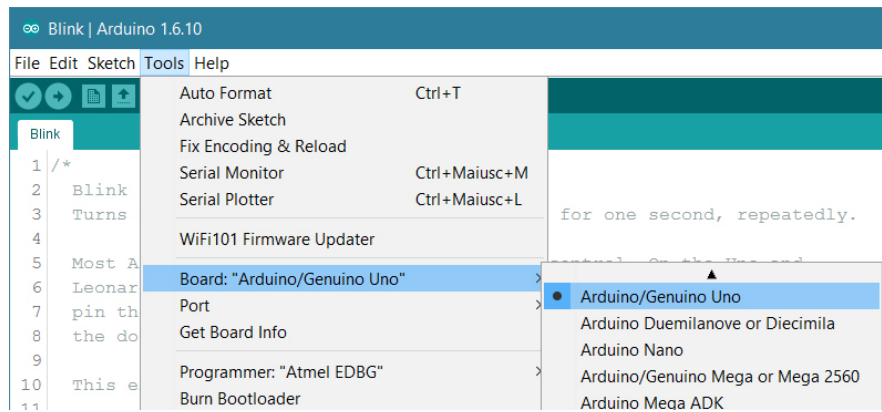 Blink | Arduino 1.6.10
File Edit Sketch Tools Help
Auto Format Ctrl+T
Archive Sketch
Fix Encoding & Reload
Serial Monitor Ctrl+Maiusc+M
Serial Plotter Ctrl+Maiusc+L
WiFi101 Firmware Updater
Board: "Arduino/Genuino Uno"
Port
Get Board Info
Programmer: "Atmel EDBG"
Burn Bootloader
Arduino/Genuino Uno
Arduino Duemilanove or Diecimila
Arduino Nano
Arduino/Genuino Mega or Mega 2560
Arduino Mega ADK
Blink
1 /*
2 Blink
3 Turns for one second, repeatedly.
4
5 Most A
6 Leonar
7 pin th
8 the do
9
10 This e
11